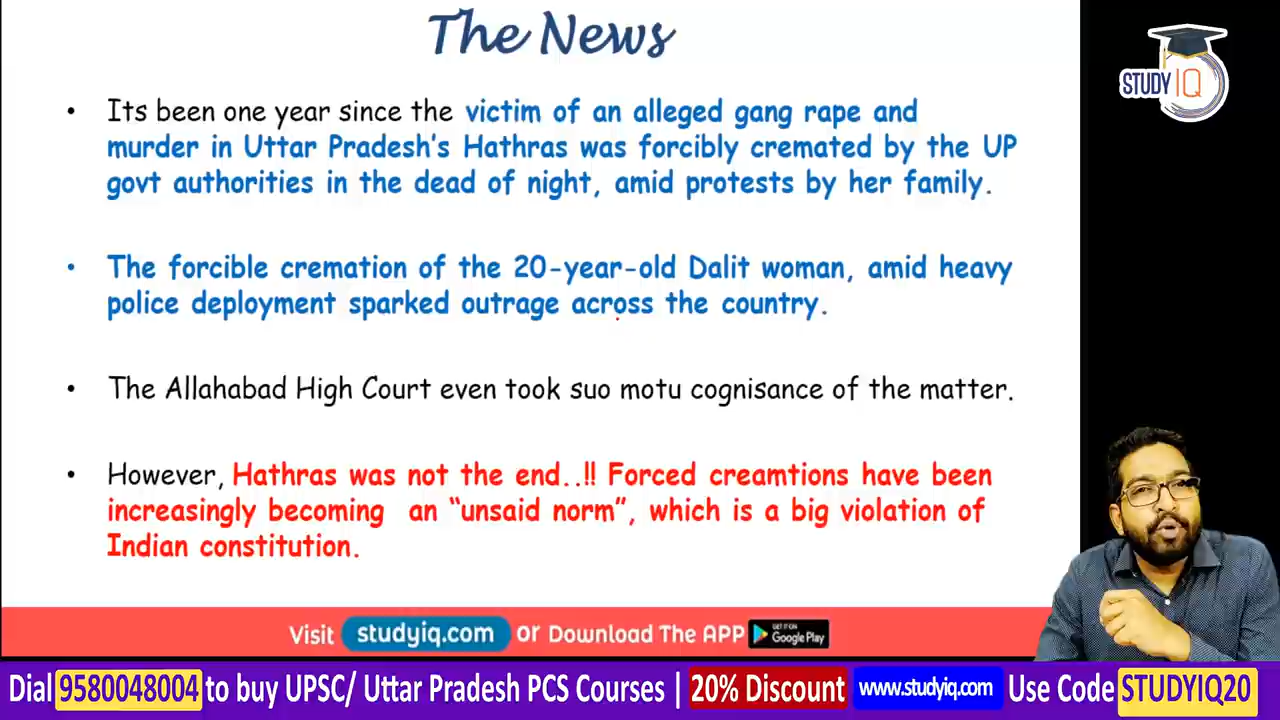 The News
STUDY IQ
• Its been one year since the victim of an alleged gang rape and
murder in Uttar Pradesh's Hathras was forcibly cremated by the UP
govt authorities in the dead of night, amid protests by her family.
• The forcible cremation of the 20-year-old Dalit woman, amid heavy
police deployment sparked outrage across the country.
• The Allahabad High Court even took suo motu cognisance of the matter.
• However, Hathras was not the end..!! Forced creamtions have been
increasingly becoming an “unsaid norm”, which is a big violation of
Indian constitution.
Visit studyiq.com or Download The APP GET IT ON Google Play
Dial 9580048004 to buy UPSC/ Uttar Pradesh PCS Courses | 20% Discount www.studyiq.com Use Code STUDYIQ20